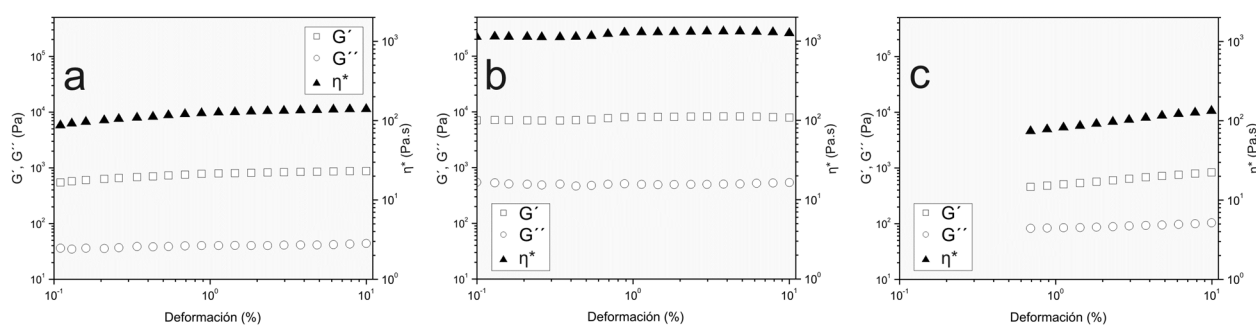 a
G´
G´´
η*
G´, G´´ (Pa)
10⁵
10⁴
10³
10²
10¹
η* (Pa.s)
10³
10²
10¹
10⁰
10⁻¹
10⁰
10¹
Deformación (%)
b
G´
G´´
η*
G´, G´´ (Pa)
10⁵
10⁴
10³
10²
10¹
η* (Pa.s)
10³
10²
10¹
10⁰
10⁻¹
10⁰
10¹
Deformación (%)
c
G´
G´´
η*
G´, G´´ (Pa)
10⁵
10⁴
10³
10²
10¹
η* (Pa.s)
10³
10²
10¹
10⁰
10⁻¹
10⁰
10¹
Deformación (%)